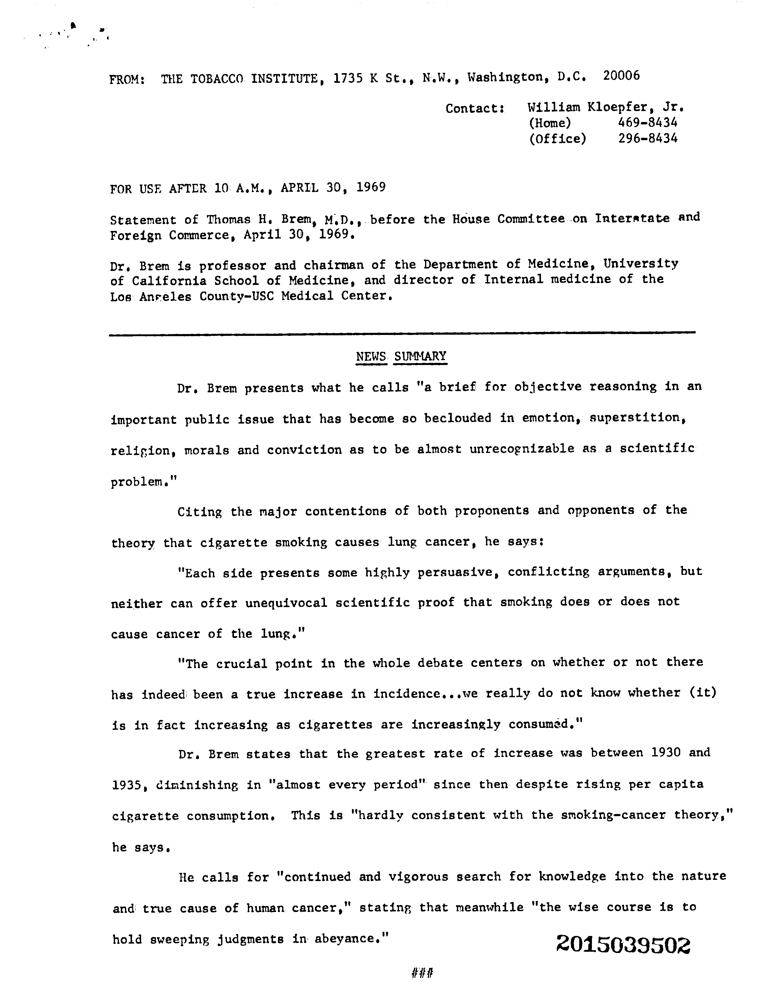 FROM: THE TOBACCO INSTITUTE, 1735 K St., N.W., Washington, D.C. 20006
Contact: William Kloepfer, Jr.
(Home) 469-8434
(Office) 296-8434
FOR USE AFTER 10 A.M., APRIL 30, 1969
Statement of Thomas H. Brem, M.D., before the House Committee on Interstate and
Foreign Commerce, April 30, 1969.
Dr. Brem is professor and chairman of the Department of Medicine, University
of California School of Medicine, and director of Internal medicine of the
Los Angeles County-USC Medical Center.
NEWS SUMMARY
Dr. Brem presents what he calls "a brief for objective reasoning in an
important public issue that has become so beclouded in emotion, superstition,
religion, morals and conviction as to be almost unrecognizable as a scientific
problem."
Citing the major contentions of both proponents and opponents of the
theory that cigarette smoking causes lung cancer, he says:
"Each side presents some highly persuasive, conflicting arguments, but
neither can offer unequivocal scientific proof that smoking does or does not
cause cancer of the lung."
"The crucial point in the whole debate centers on whether or not there
has indeed been a true increase in incidence...we really do not know whether (it)
is in fact increasing as cigarettes are increasingly consumed."
Dr. Brem states that the greatest rate of increase was between 1930 and
1935, diminishing in "almost every period" since then despite rising per capita
cigarette consumption. This is "hardly consistent with the smoking-cancer theory,"
he says.
He calls for "continued and vigorous search for knowledge into the nature
and true cause of human cancer," stating that meanwhile "the wise course is to
hold sweeping judgments in abeyance."
2015039502
###